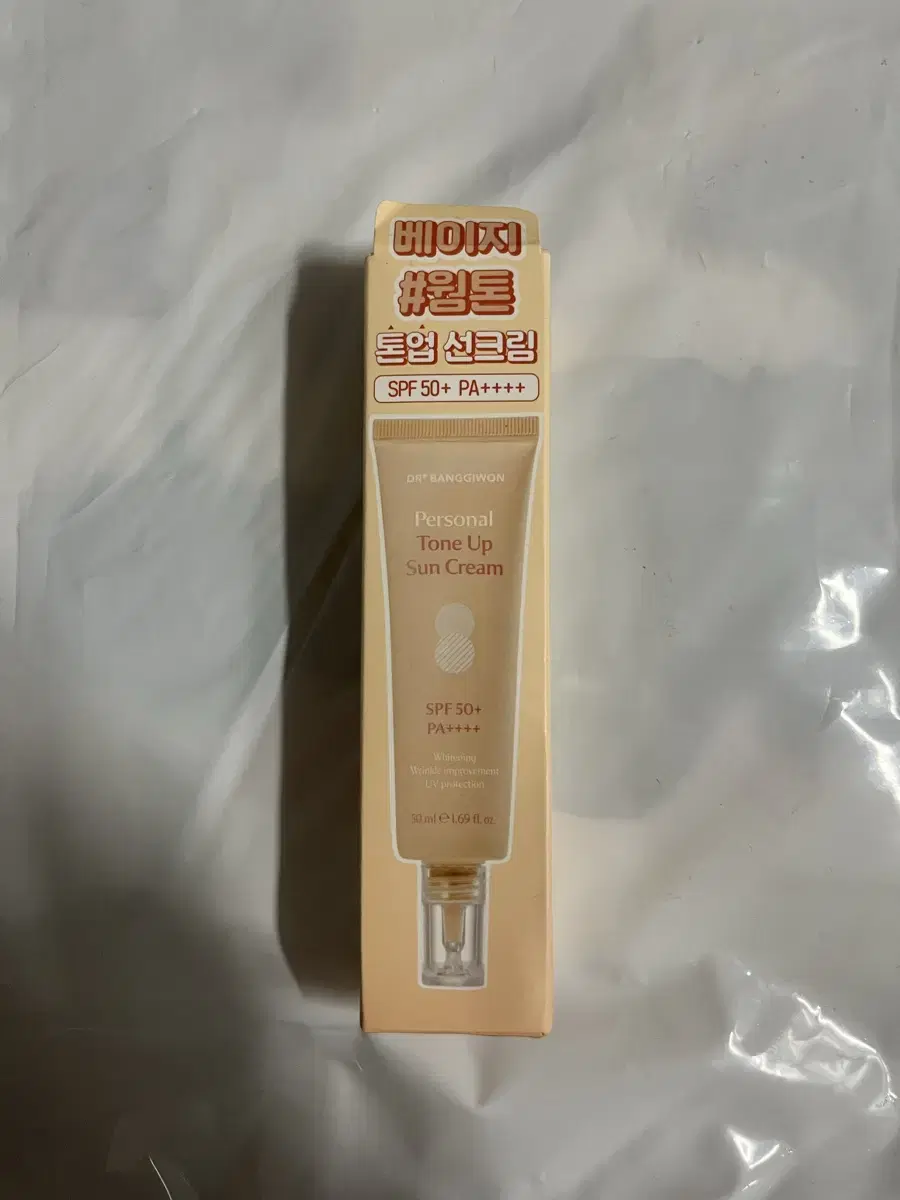 베이지
#웜톤
톤업 선크림
SPF 50+ PA++++
DR⁺ BANGGIWON
Personal
Tone Up
Sun Cream
SPF 50+
PA++++
Whitening
Wrinkle improvement
UV protection
50 ml ℮ 1.69 fl. oz.